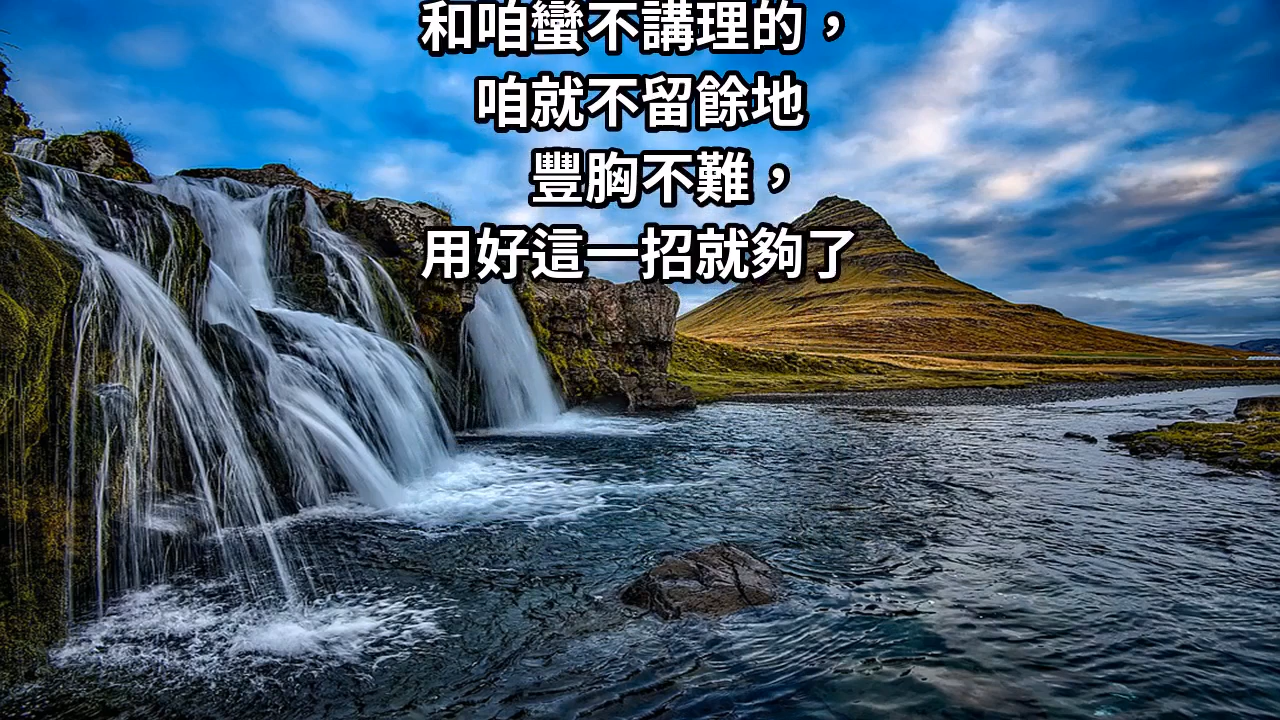 和咱蠻不講理的，
咱就不留餘地
豐胸不難，
用好這一招就夠了